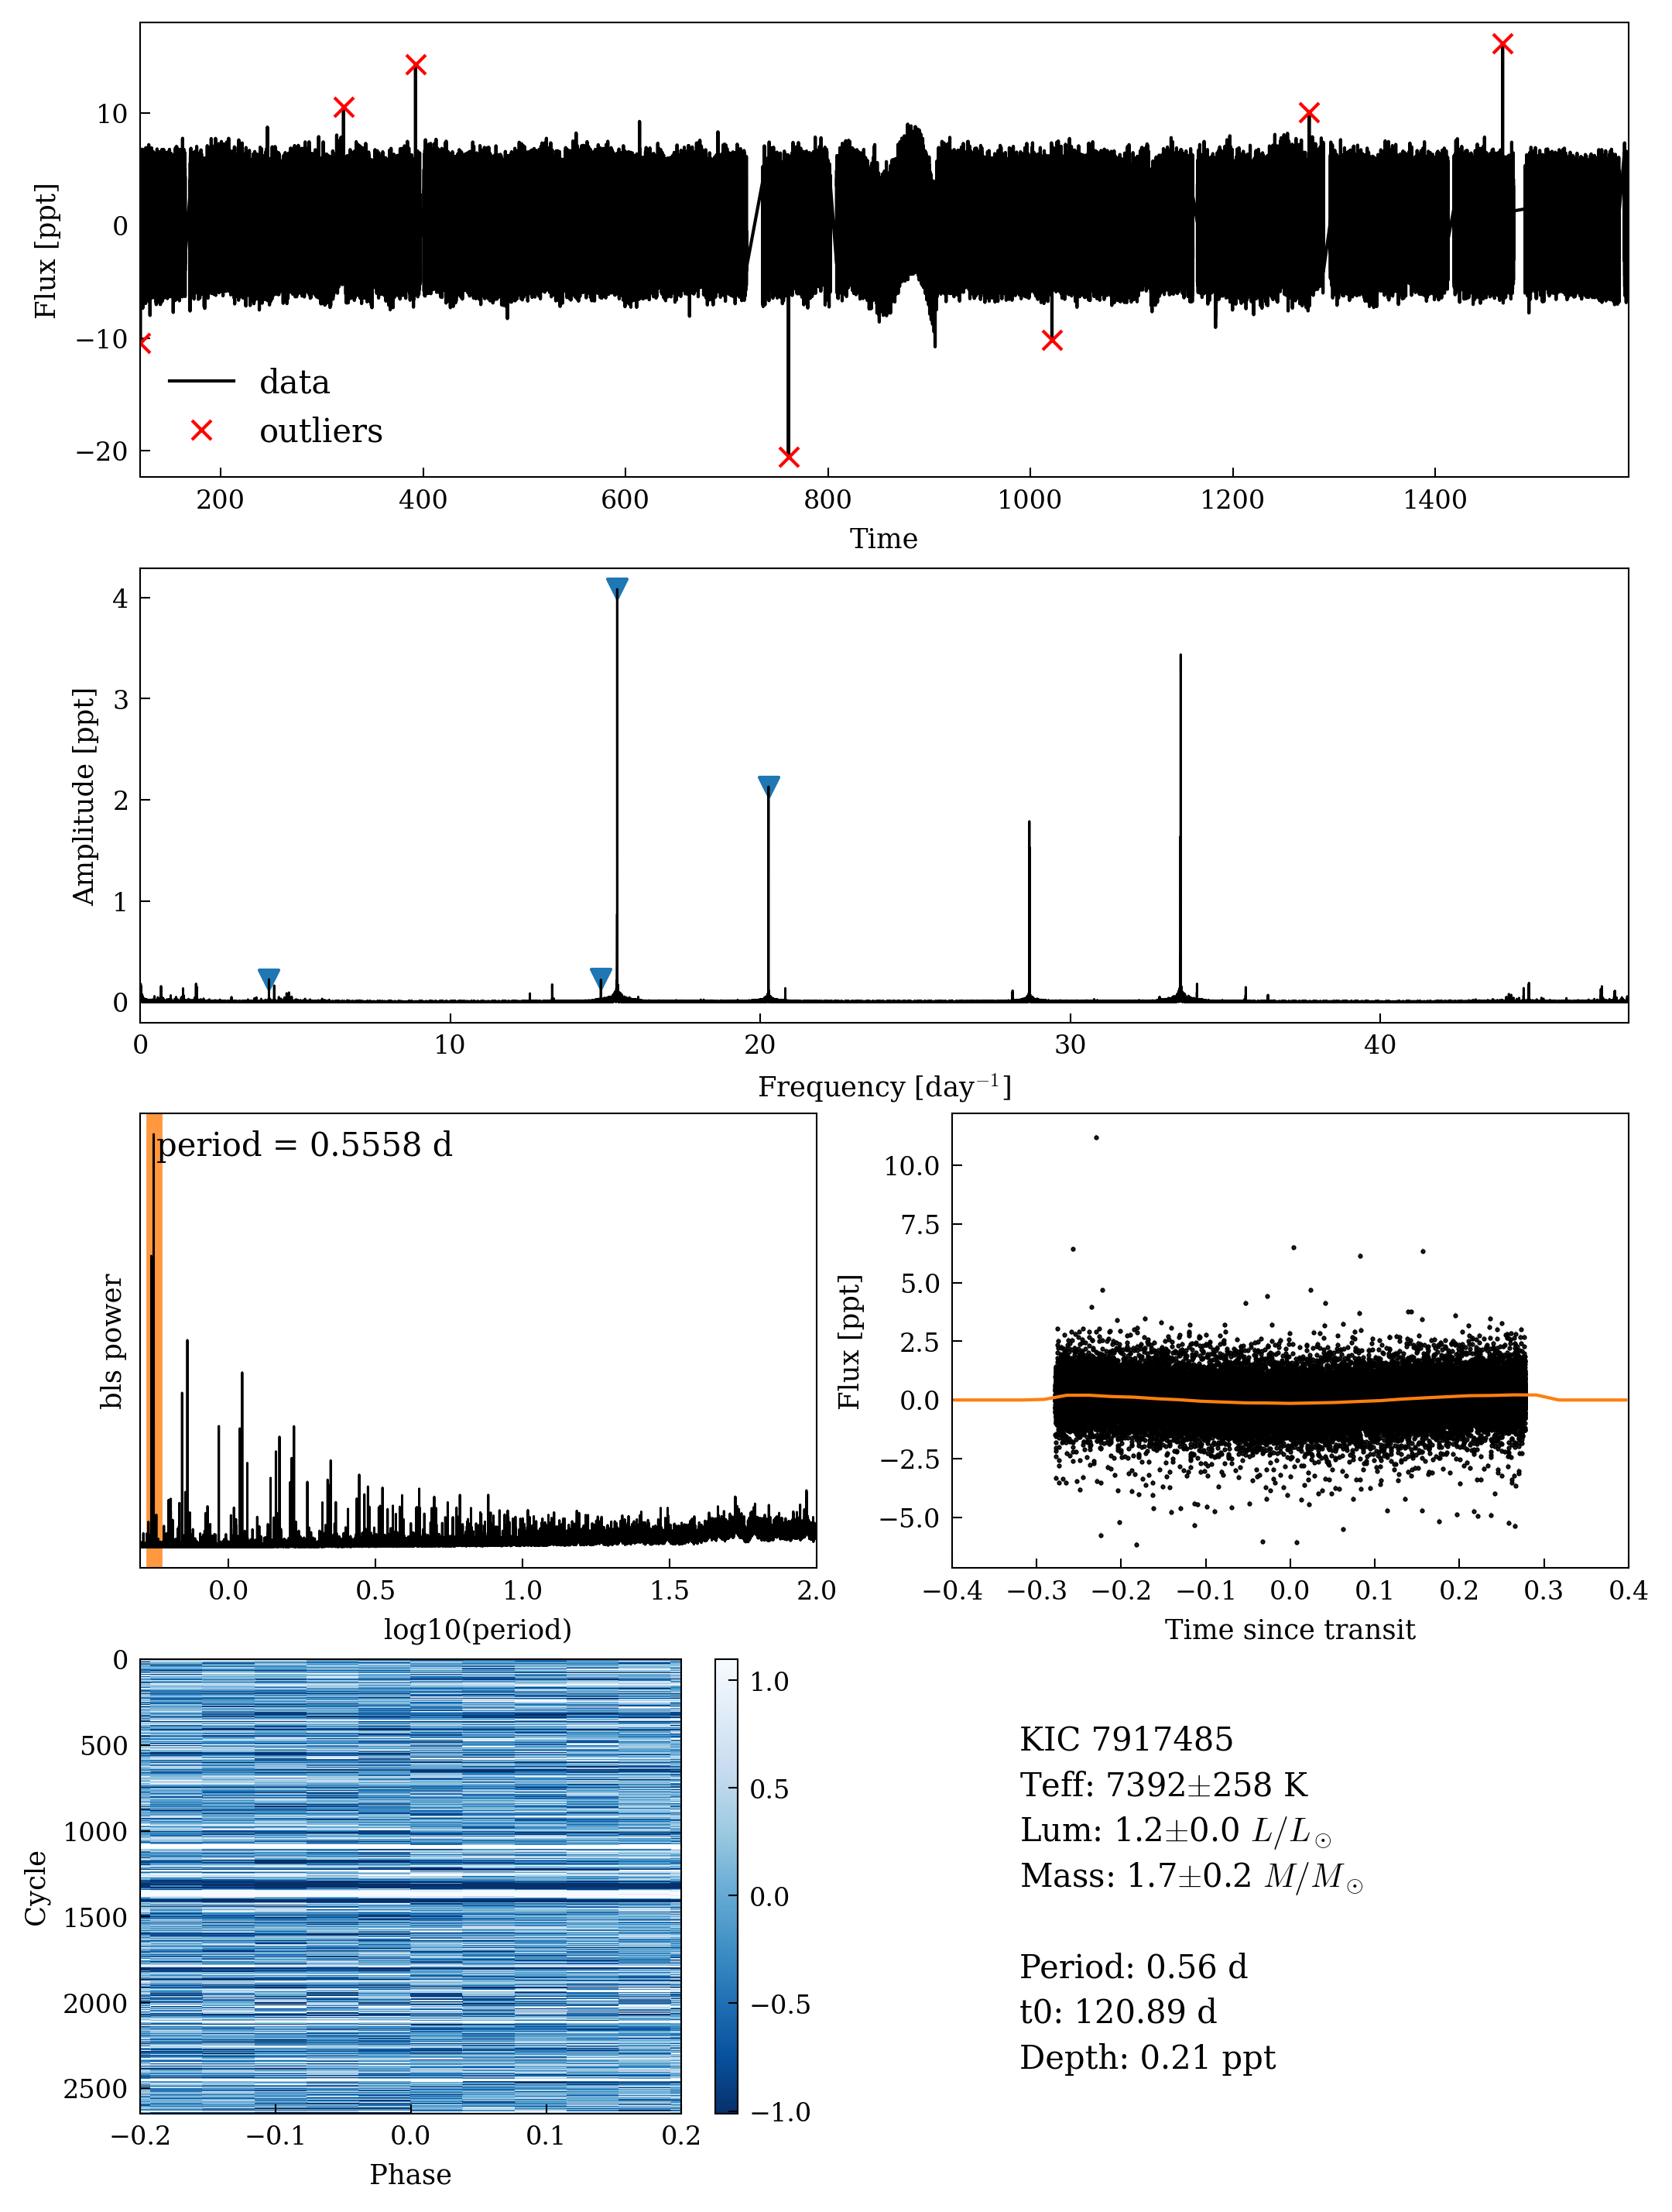 10
0
−10
−20
Flux [ppt]
data
outliers
200 400 600 800 1000 1200 1400
Time
4
3
2
1
0
Amplitude [ppt]
0 10 20 30 40
Frequency [day⁻¹]
period = 0.5558 d
bls power
0.0 0.5 1.0 1.5 2.0
log10(period)
10.0
7.5
5.0
2.5
0.0
−2.5
−5.0
Flux [ppt]
−0.4 −0.3 −0.2 −0.1 0.0 0.1 0.2 0.3 0.4
Time since transit
0
500
1000
1500
2000
2500
Cycle
−0.2 −0.1 0.0 0.1 0.2
Phase
1.0
0.5
0.0
−0.5
−1.0
KIC 7917485
Teff: 7392±258 K
Lum: 1.2±0.0 L/L⊙
Mass: 1.7±0.2 M/M⊙
Period: 0.56 d
t0: 120.89 d
Depth: 0.21 ppt